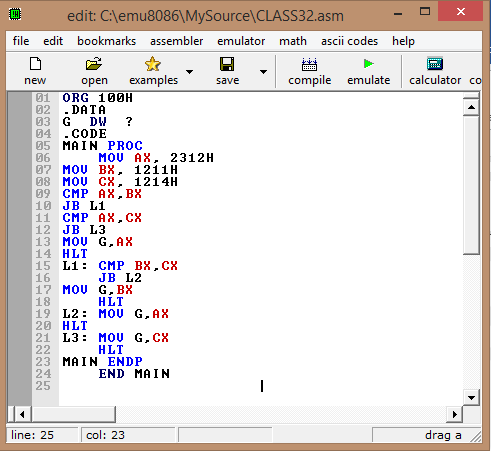 edit: C:\emu8086\MySource\CLASS32.asm
file edit bookmarks assembler emulator math ascii codes help
new open examples save compile emulate calculator co
01 ORG 100H
02 .DATA
03 G DW ?
04 .CODE
05 MAIN PROC
06 MOV AX, 2312H
07 MOV BX, 1211H
08 MOV CX, 1214H
09 CMP AX,BX
10 JB L1
11 CMP AX,CX
12 JB L3
13 MOV G,AX
14 HLT
15 L1: CMP BX,CX
16 JB L2
17 MOV G,BX
18 HLT
19 L2: MOV G,AX
20 HLT
21 L3: MOV G,CX
22 HLT
23 MAIN ENDP
24 END MAIN
25
line: 25 col: 23 drag a